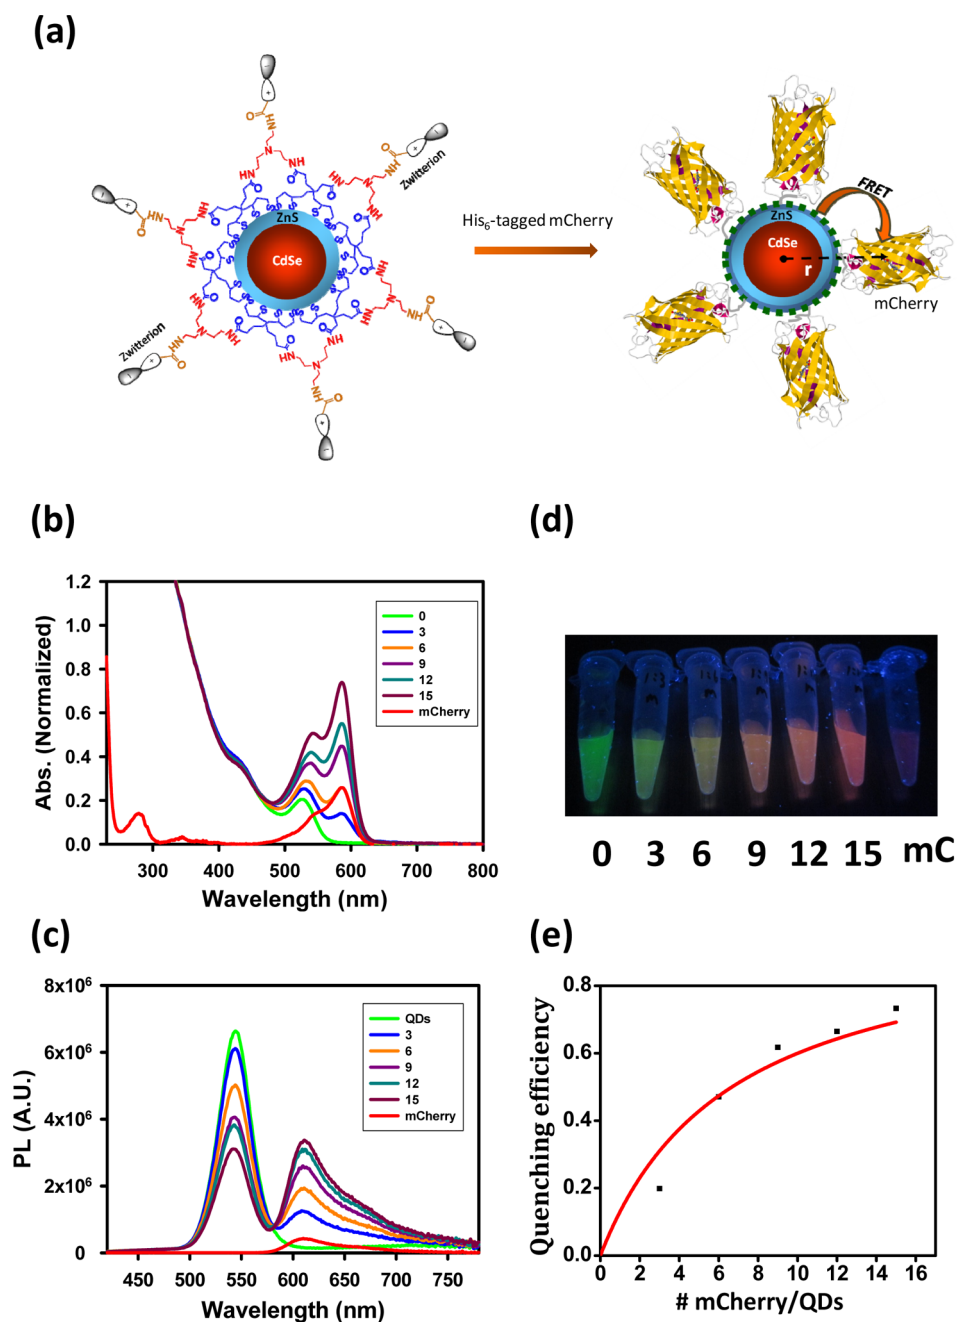 (a)
Zwitterion
ZnS
CdSe
Zwitterion
His6-tagged mCherry
FRET
ZnS
CdSe
r
mCherry
(b)
Abs. (Normalized)
1.2
1.0
0.8
0.6
0.4
0.2
0.0
0
3
6
9
12
15
mCherry
300 400 500 600 700 800
Wavelength (nm)
(d)
0 3 6 9 12 15 mC
(c)
PL (A.U.)
8x10^6
6x10^6
4x10^6
2x10^6
0
QDs
3
6
9
12
15
mCherry
450 500 550 600 650 700 750
Wavelength (nm)
(e)
Quenching efficiency
0.8
0.6
0.4
0.2
0.0
0 2 4 6 8 10 12 14 16
# mCherry/QDs